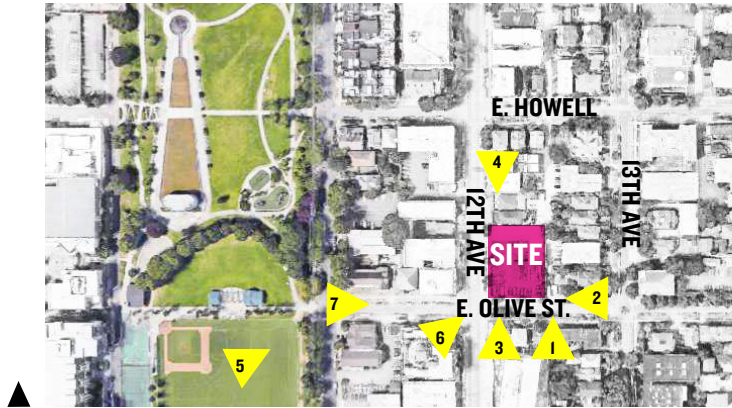 E. HOWELL
4
12TH AVE
13TH AVE
SITE
2
7
E. OLIVE ST.
6
3
1
5